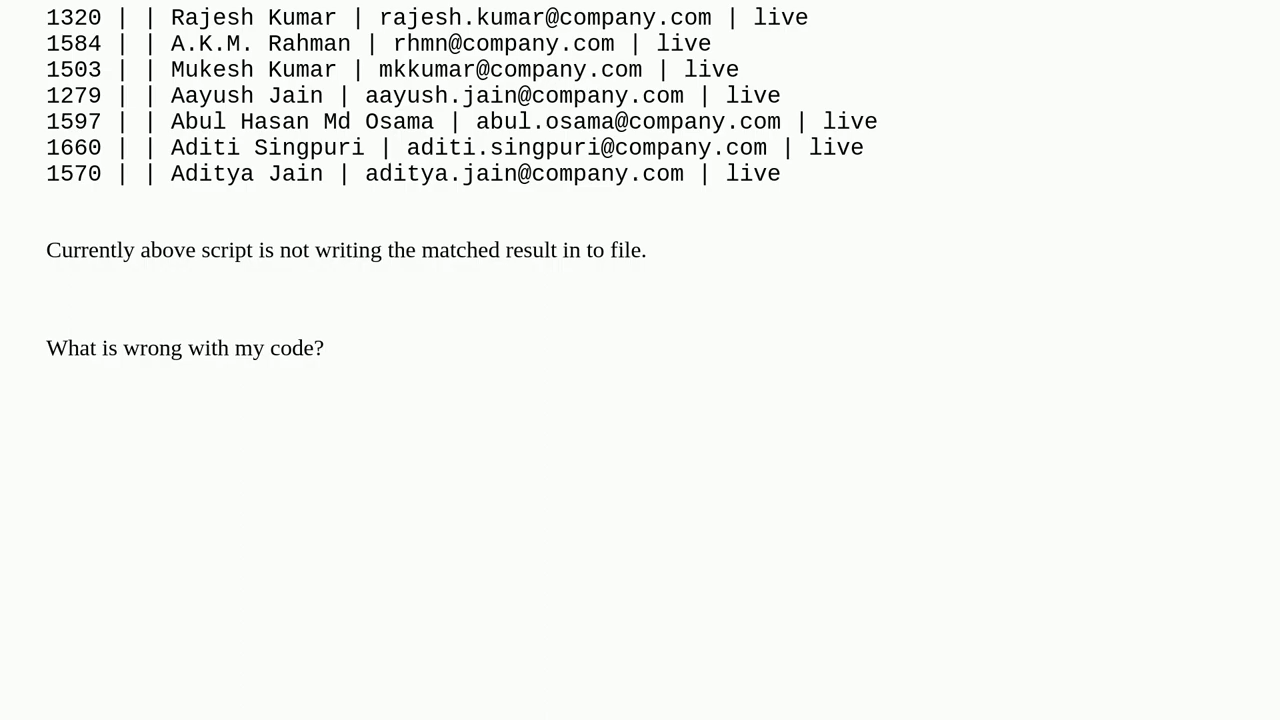 1320 | | Rajesh Kumar | rajesh.kumar@company.com | live
1584 | | A.K.M. Rahman | rhmn@company.com | live
1503 | | Mukesh Kumar | mkkumar@company.com | live
1279 | | Aayush Jain | aayush.jain@company.com | live
1597 | | Abul Hasan Md Osama | abul.osama@company.com | live
1660 | | Aditi Singpuri | aditi.singpuri@company.com | live
1570 | | Aditya Jain | aditya.jain@company.com | live
Currently above script is not writing the matched result in to file.
What is wrong with my code?